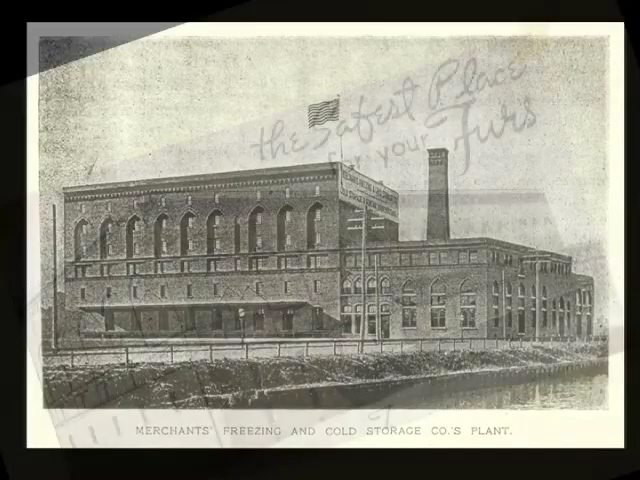 the Safest Place
for your Furs
MERCHANTS' FREEZING AND COLD STORAGE CO.'S PLANT.